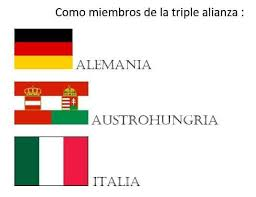 Como miembros de la triple alianza :
ALEMANIA
AUSTROHUNGRIA
ITALIA